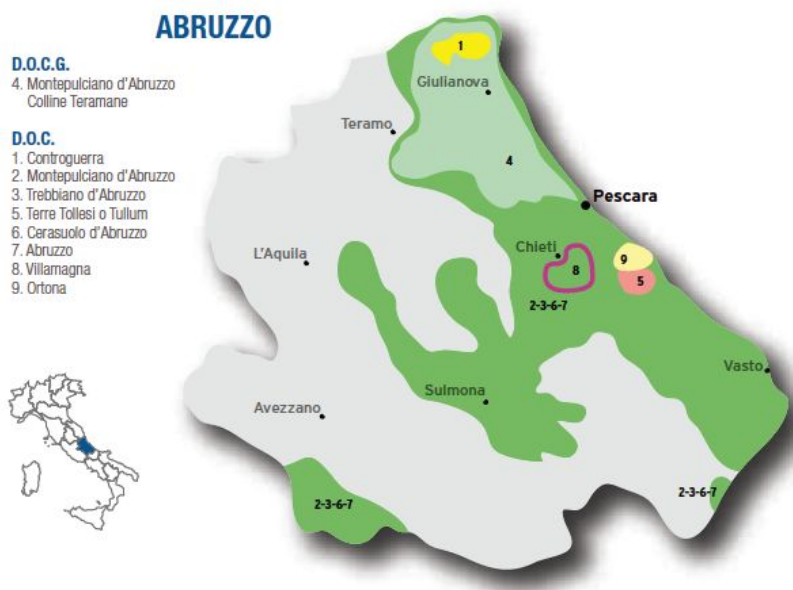 ABRUZZO
D.O.C.G.
4. Montepulciano d'Abruzzo
Colline Teramane
D.O.C.
1. Controguerra
2. Montepulciano d'Abruzzo
3. Trebbiano d'Abruzzo
5. Terre Tollesi o Tullum
6. Cerasuolo d'Abruzzo
7. Abruzzo
8. Villamagna
9. Ortona
1
Giulianova
Teramo
4
Pescara
Chieti
L'Aquila
9
8
5
2-3-6-7
Vasto
Sulmona
Avezzano
2-3-6-7
2-3-6-7